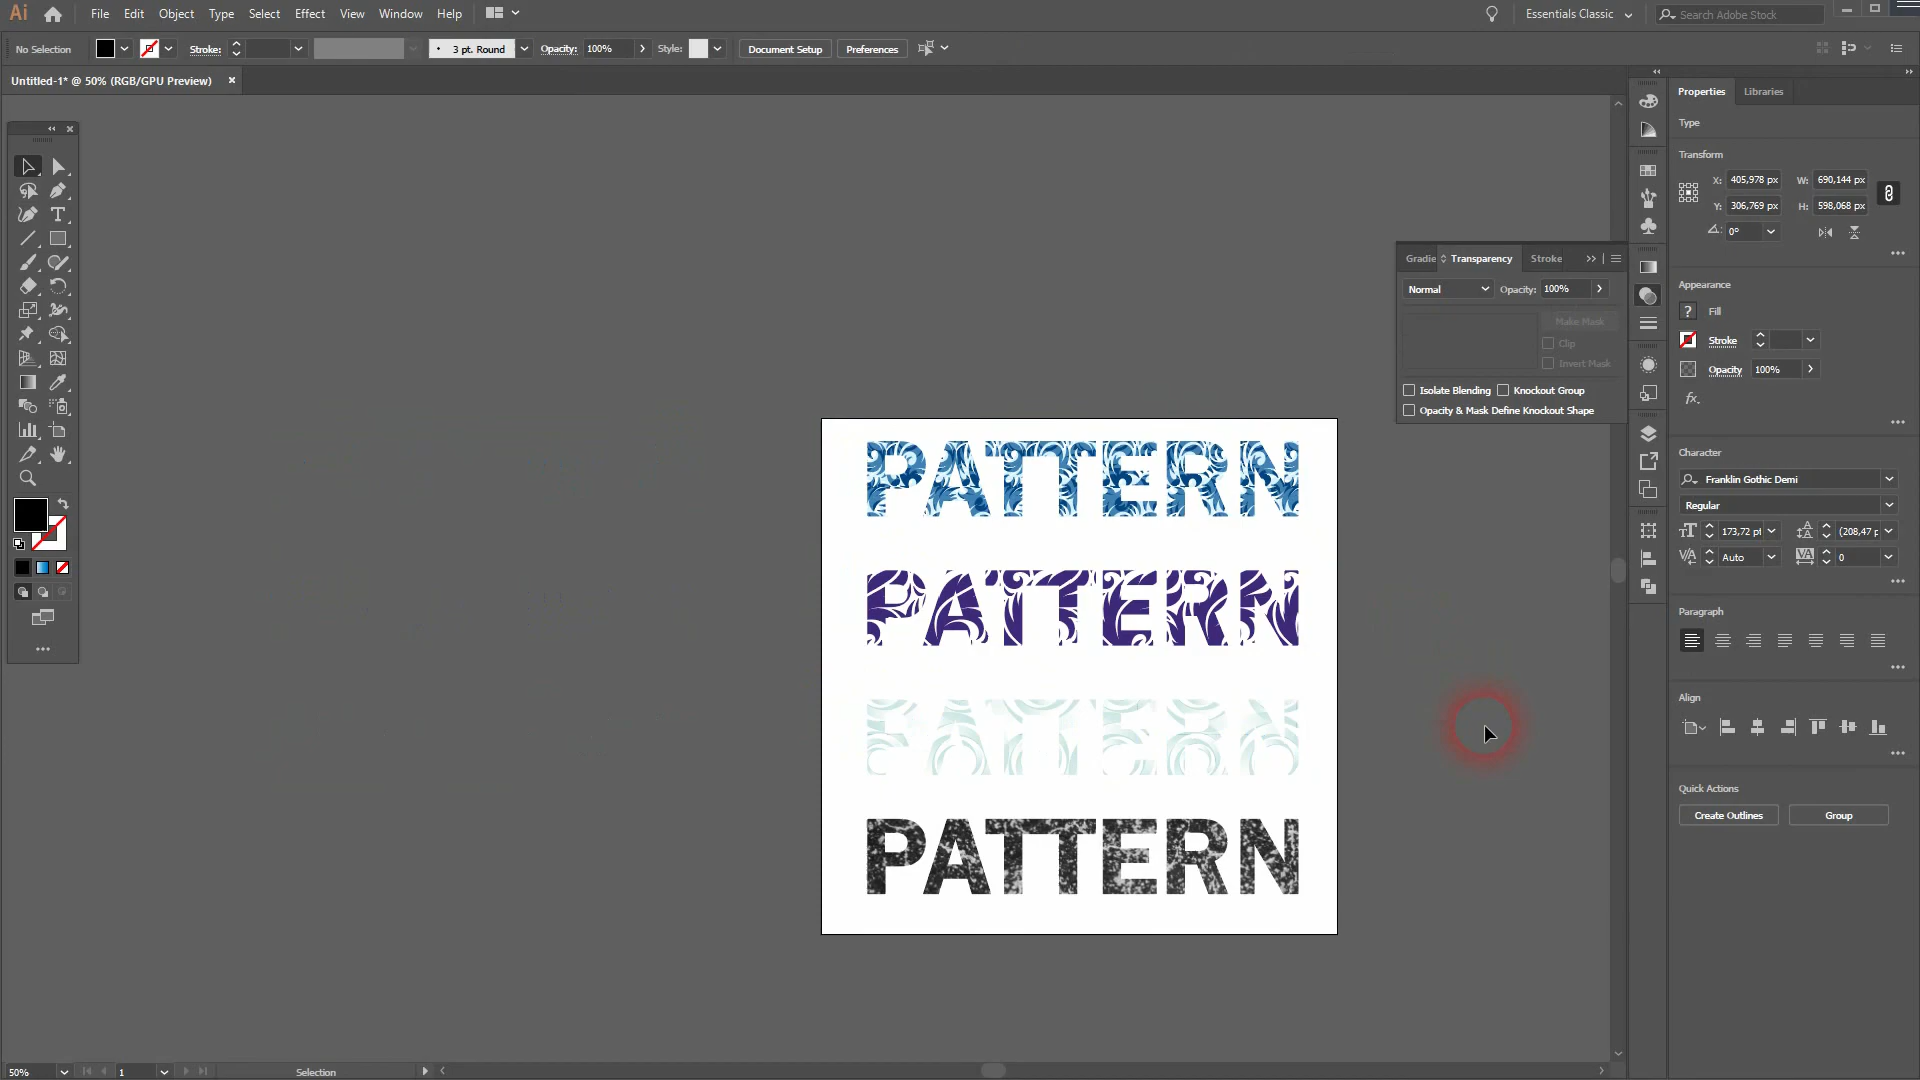 Ai File Edit Object Type Select Effect View Window Help Essentials Classic Search Adobe Stock
No Selection Stroke: 3 pt. Round Opacity: 100% Style: Document Setup Preferences
Untitled-1* @ 50% (RGB/GPU Preview)
Properties Libraries
Type
Transform
X: 405,978 px W: 690,144 px
Y: 306,769 px H: 598,068 px
0°
Gradie Transparency Stroke
Normal Opacity: 100%
Make Mask
Clip
Invert Mask
Isolate Blending Knockout Group
Opacity & Mask Define Knockout Shape
Appearance
? Fill
Stroke
Opacity 100%
fx.
Character
Franklin Gothic Demi
Regular
173,72 pt (208,47 p
Auto 0
Paragraph
Align
Quick Actions
Create Outlines Group
PATTERN
PATTERN
PATTERN
PATTERN
50% 1 Selection